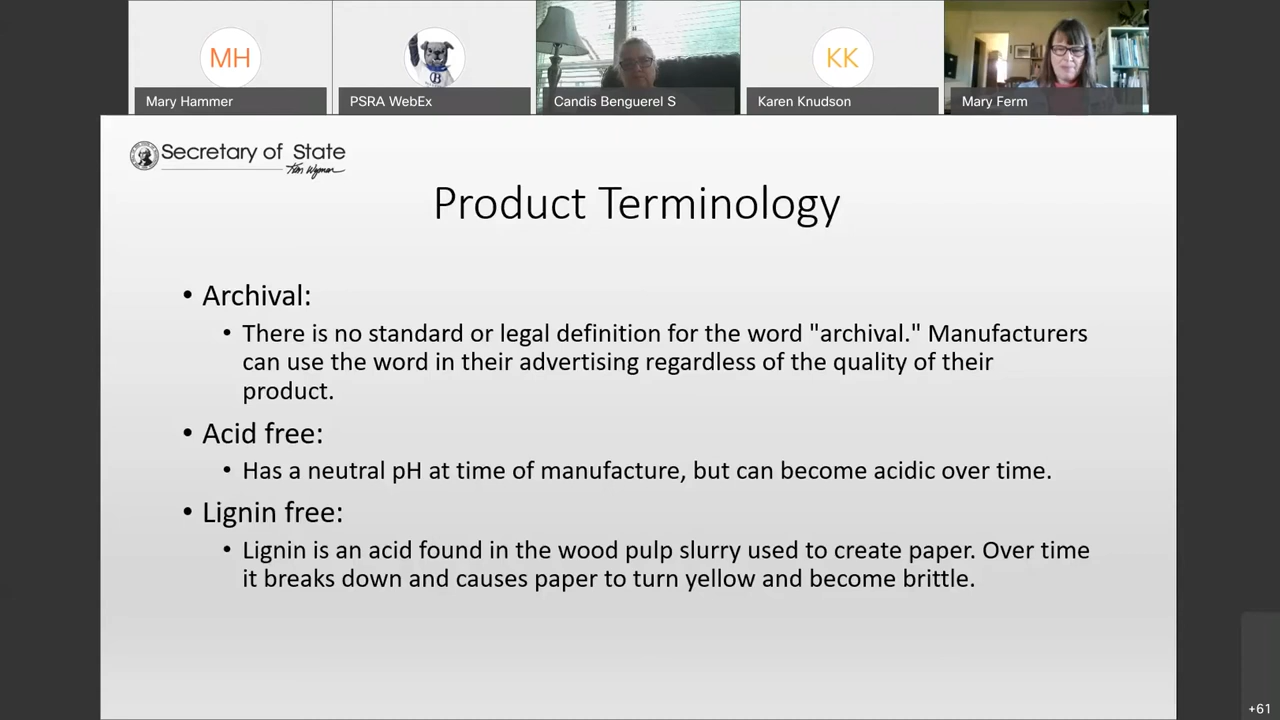 MH
KK
Mary Hammer
PSRA WebEx
Candis Benguerel S
Karen Knudson
Mary Ferm
Secretary of State
Kim Wyman
Product Terminology
• Archival:
• There is no standard or legal definition for the word "archival." Manufacturers
can use the word in their advertising regardless of the quality of their
product.
• Acid free:
• Has a neutral pH at time of manufacture, but can become acidic over time.
• Lignin free:
• Lignin is an acid found in the wood pulp slurry used to create paper. Over time
it breaks down and causes paper to turn yellow and become brittle.
+61